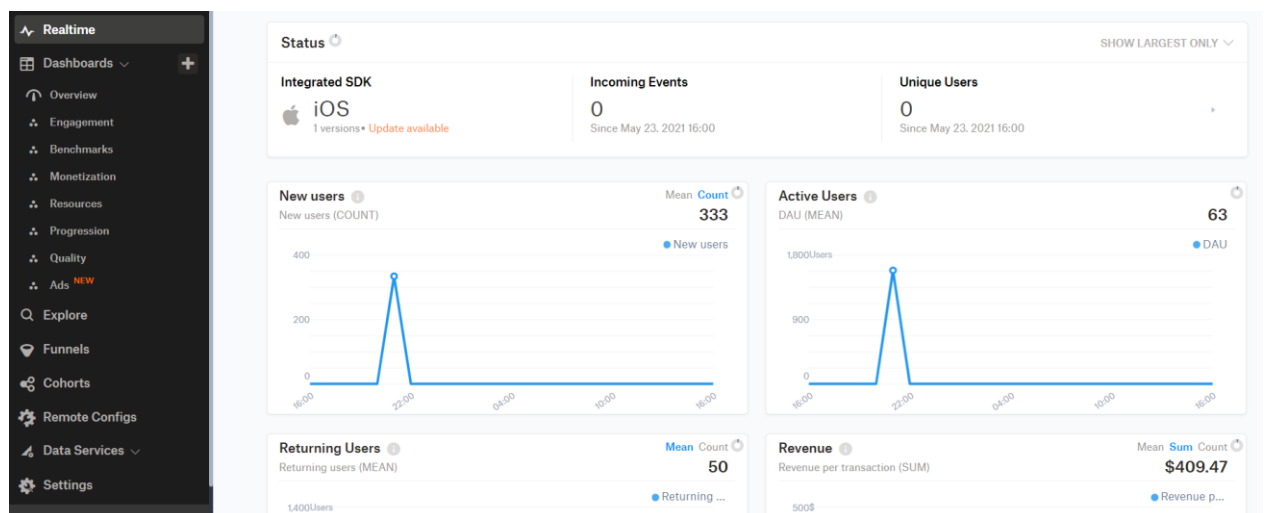 Realtime
Dashboards
Overview
Engagement
Benchmarks
Monetization
Resources
Progression
Quality
Ads NEW
Explore
Funnels
Cohorts
Remote Configs
Data Services
Settings
Status
SHOW LARGEST ONLY
Integrated SDK
iOS
1 versions• Update available
Incoming Events
0
Since May 23. 2021 16:00
Unique Users
0
Since May 23. 2021 16:00
New users
Mean Count
New users (COUNT)
333
New users
400
200
0
16:00 22:00 04:00 10:00 16:00
Active Users
DAU (MEAN)
63
DAU
1,800Users
900
0
16:00 22:00 04:00 10:00 16:00
Returning Users
Mean Count
Returning users (MEAN)
50
Returning ...
1,400Users
Revenue
Mean Sum Count
Revenue per transaction (SUM)
$409.47
Revenue p...
500$